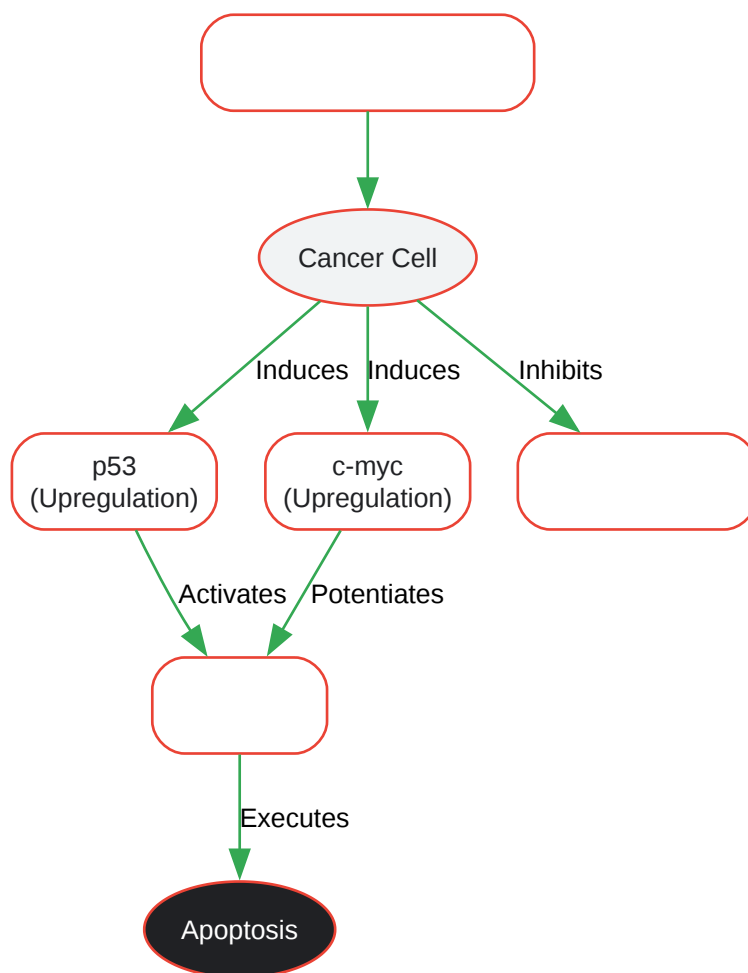 Cancer Cell
Induces
Induces
Inhibits
p53
(Upregulation)
c-myc
(Upregulation)
Activates
Potentiates
Executes
Apoptosis